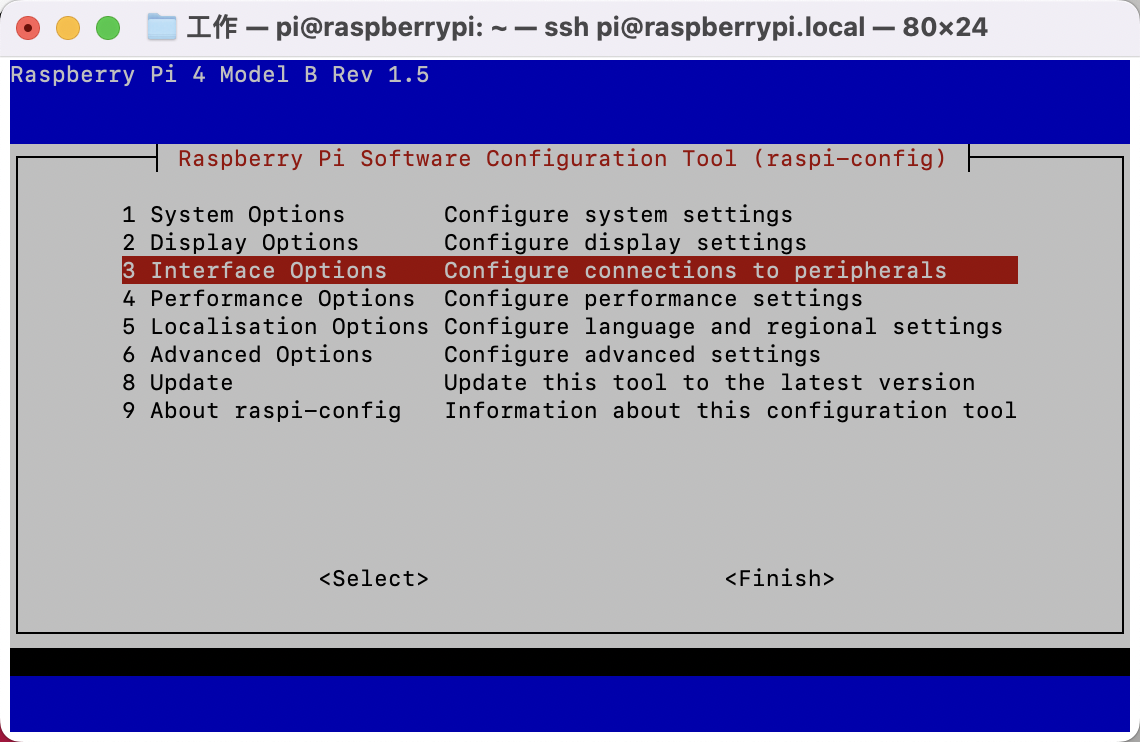 工作 — pi@raspberrypi: ~ — ssh pi@raspberrypi.local — 80×24
Raspberry Pi 4 Model B Rev 1.5
Raspberry Pi Software Configuration Tool (raspi-config)
1 System Options Configure system settings
2 Display Options Configure display settings
3 Interface Options Configure connections to peripherals
4 Performance Options Configure performance settings
5 Localisation Options Configure language and regional settings
6 Advanced Options Configure advanced settings
8 Update Update this tool to the latest version
9 About raspi-config Information about this configuration tool
<Select> <Finish>